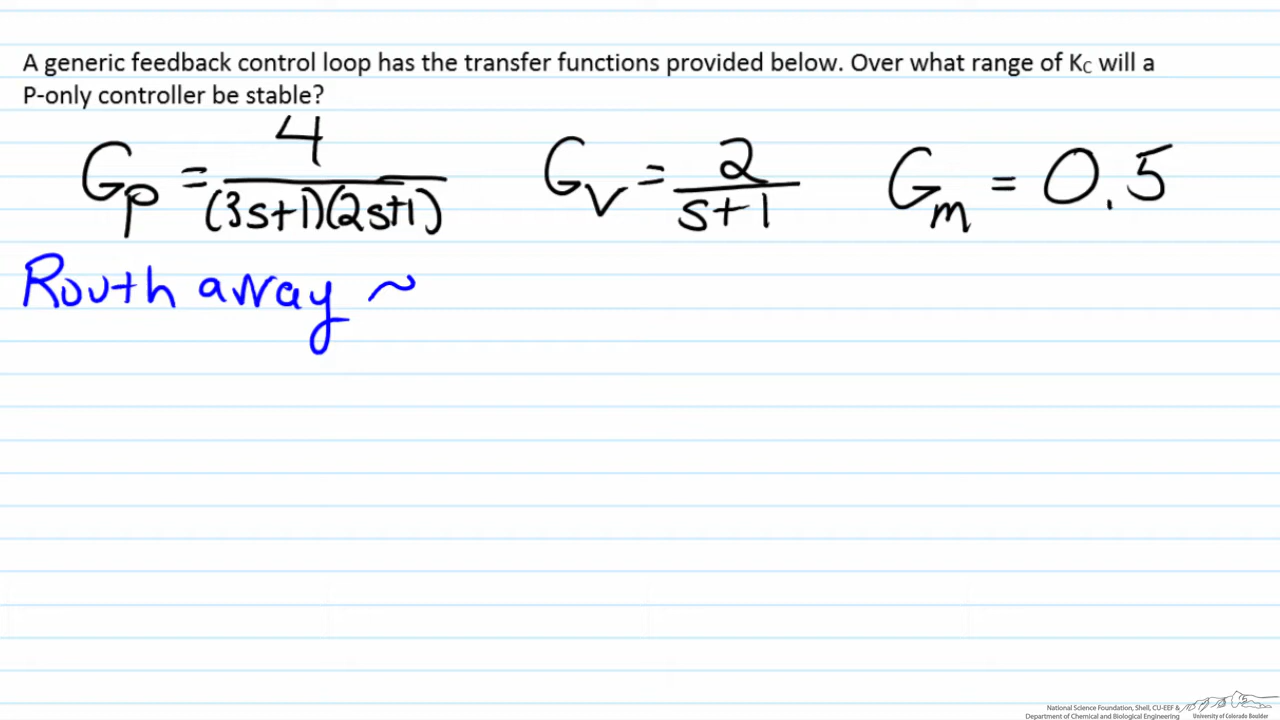 A generic feedback control loop has the transfer functions provided below. Over what range of Kc will a
P-only controller be stable?
Gp = 4/((3s+1)(2s+1)) Gv = 2/(s+1) Gm = 0.5
Routh array ~
National Science Foundation, Shell, CU-EEF &
Department of Chemical and Biological Engineering
University of Colorado Boulder